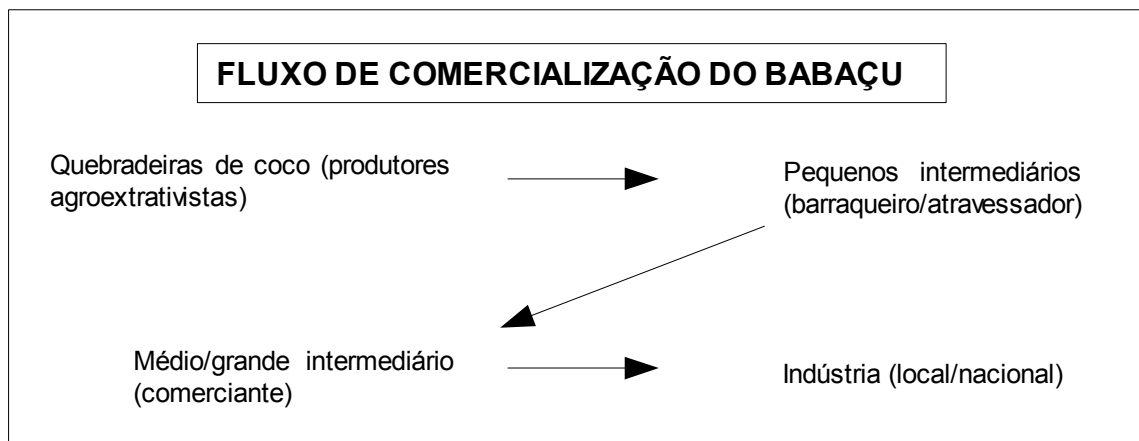 FLUXO DE COMERCIALIZAÇÃO DO BABAÇU
Quebradeiras de coco (produtores
agroextrativistas)
Pequenos intermediários
(barraqueiro/atravessador)
Médio/grande intermediário
(comerciante)
Indústria (local/nacional)